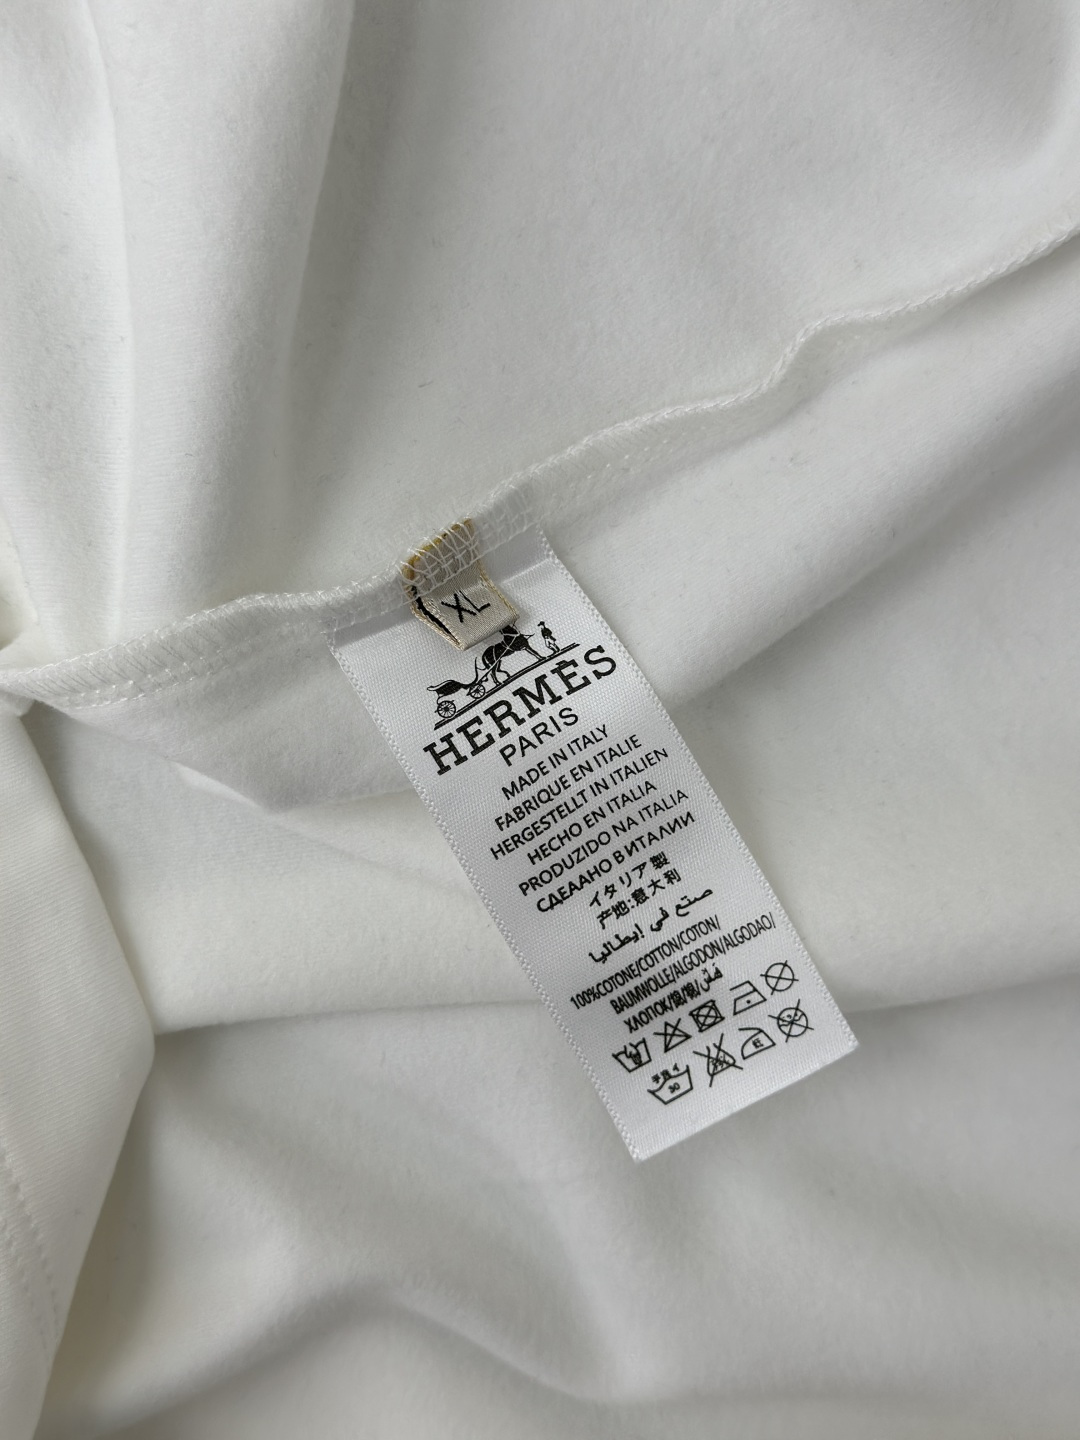 XL
HERMÈS
PARIS
MADE IN ITALY
FABRIQUE EN ITALIE
HERGESTELLT IN ITALIEN
HECHO EN ITALIA
PRODUZIDO NA ITALIA
СДЕААНО В ИТАЛИИ
イタリア製
产地:意大利
صنع في إيطاليا
100%COTONE/COTTON/COTON/
BAUMWOLLE/ALGODON/ALGODAO/
ХЛОПОК/綿/棉/
30